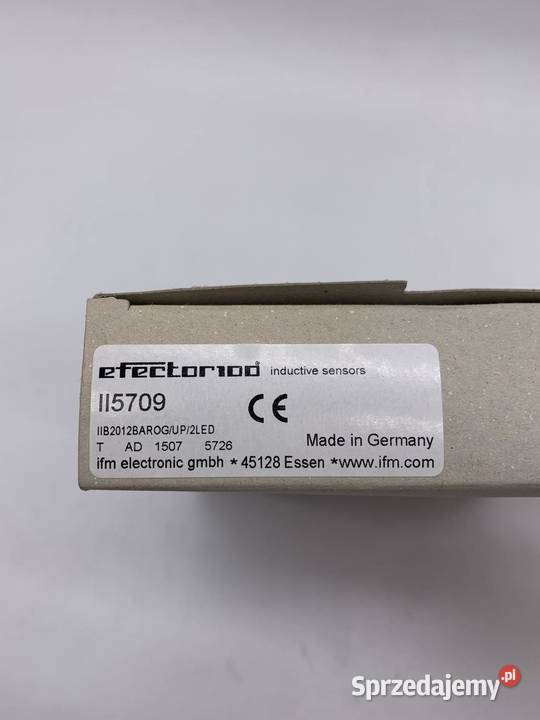 efector100® inductive sensors
II5709
CE
IIB2012BAROG/UP/2LED
T AD 1507 5726
Made in Germany
ifm electronic gmbh * 45128 Essen * www.ifm.com
Sprzedajemy.pl